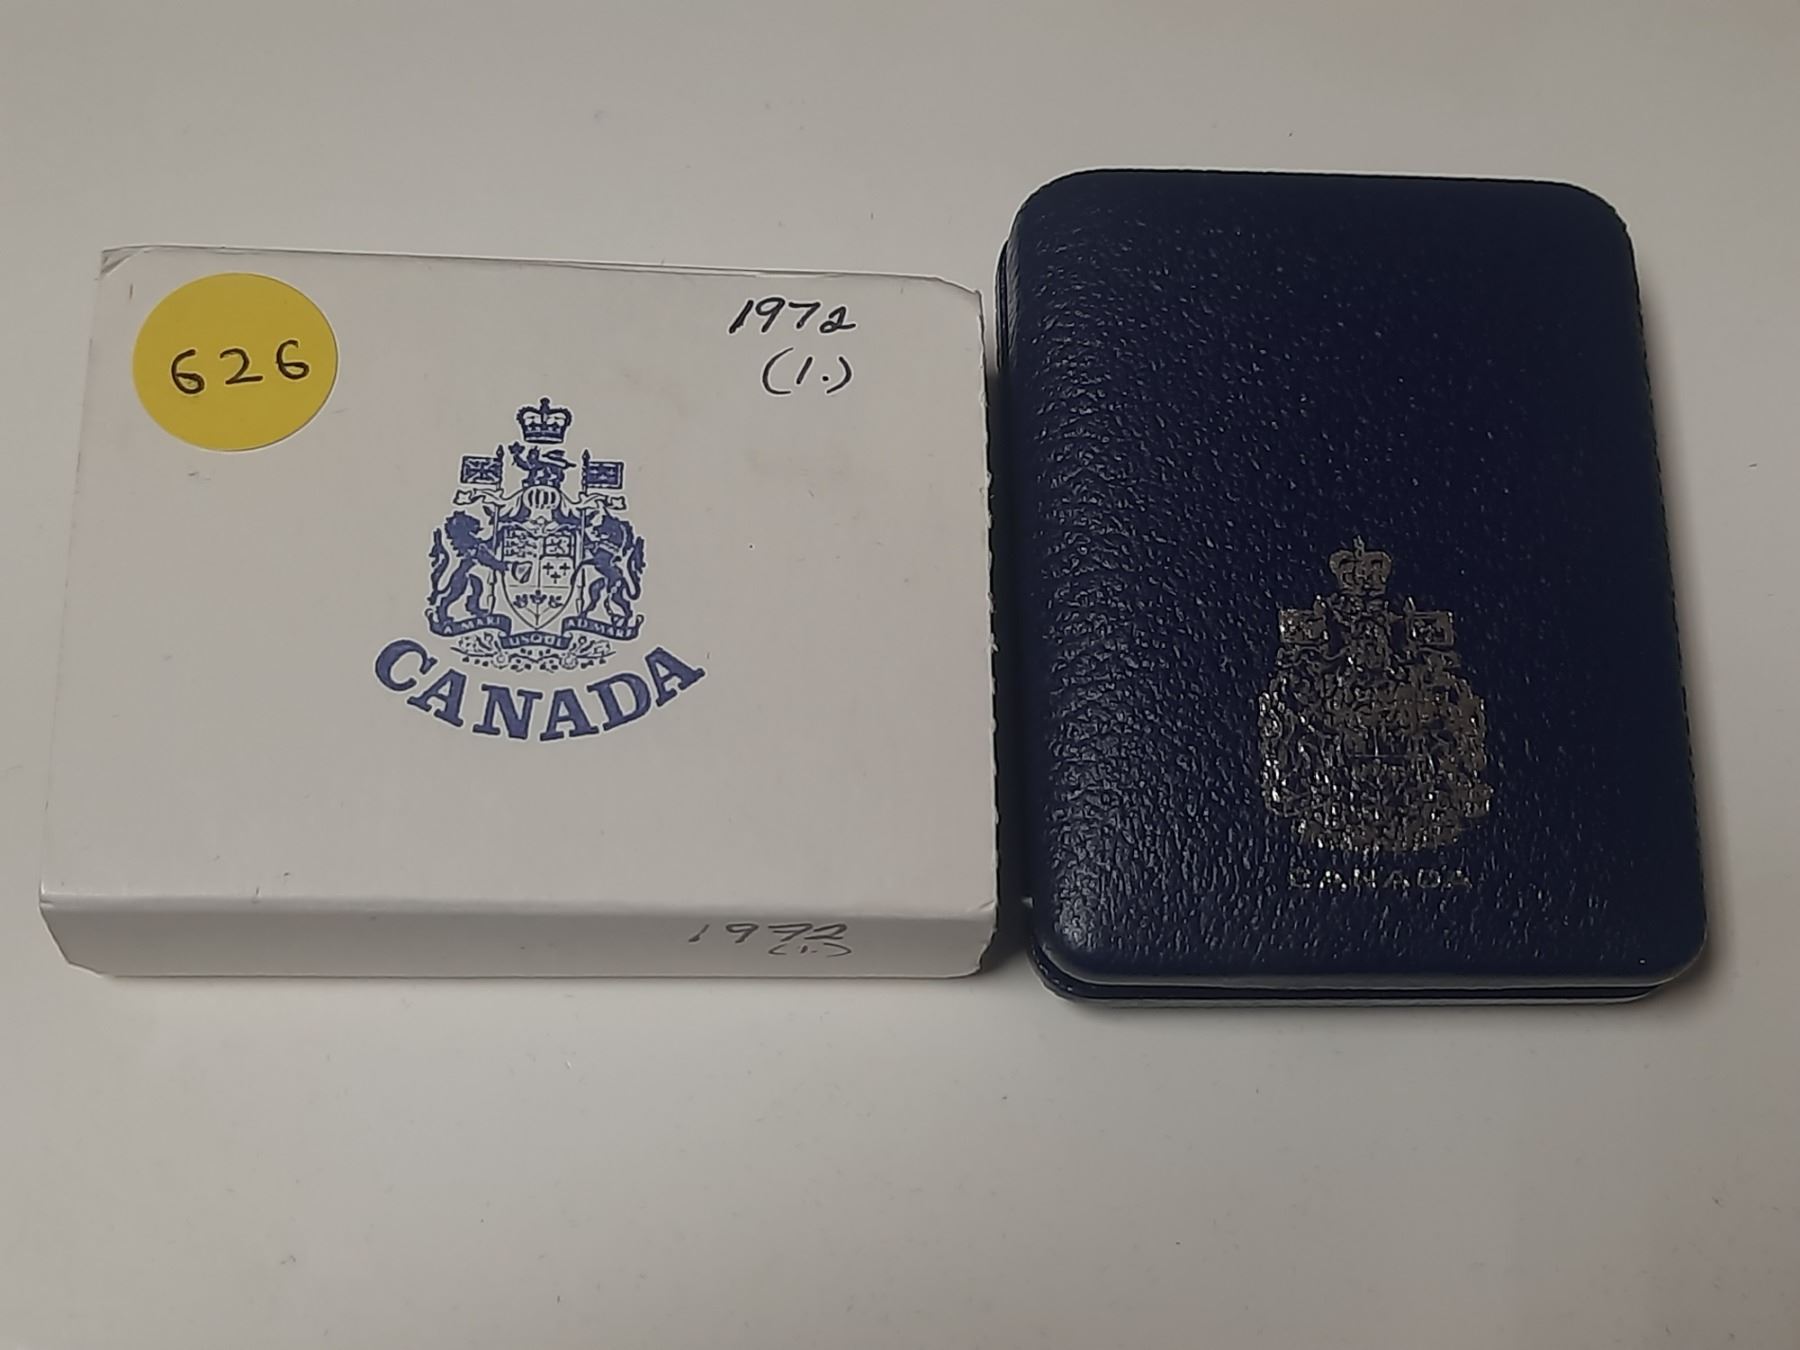 626
1972
(1.)
A MARI USQUE AD MARE
CANADA
1972
(1.)
CANADA